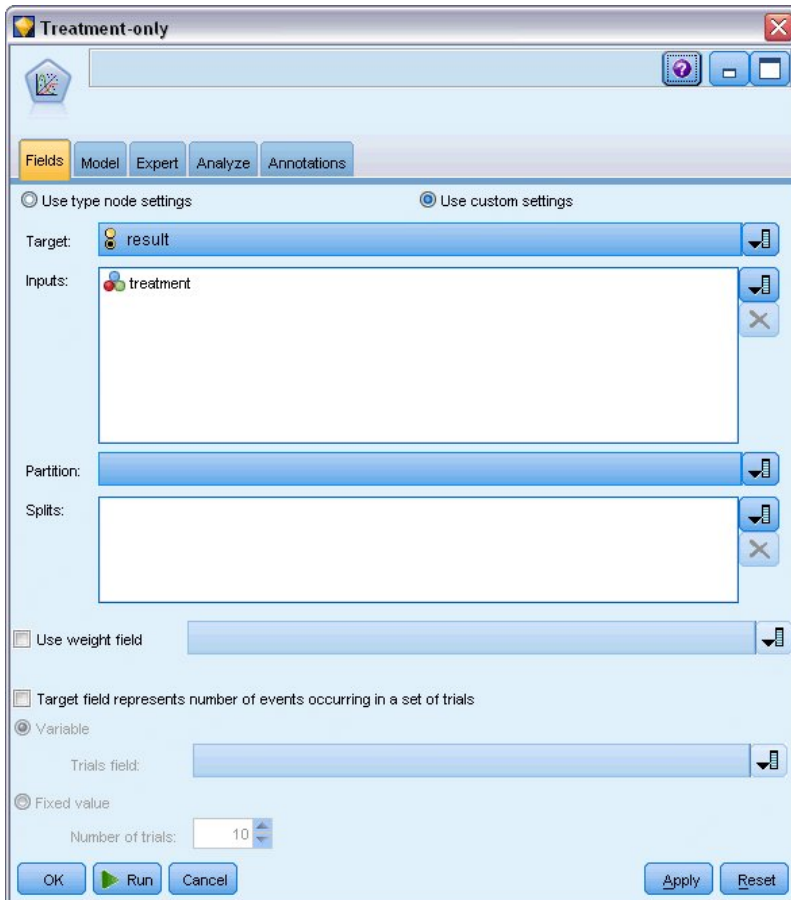 Treatment-only
Fields Model Expert Analyze Annotations
Use type node settings Use custom settings
Target: result
Inputs: treatment
Partition:
Splits:
Use weight field
Target field represents number of events occurring in a set of trials
Variable
Trials field:
Fixed value
Number of trials: 10
OK Run Cancel Apply Reset